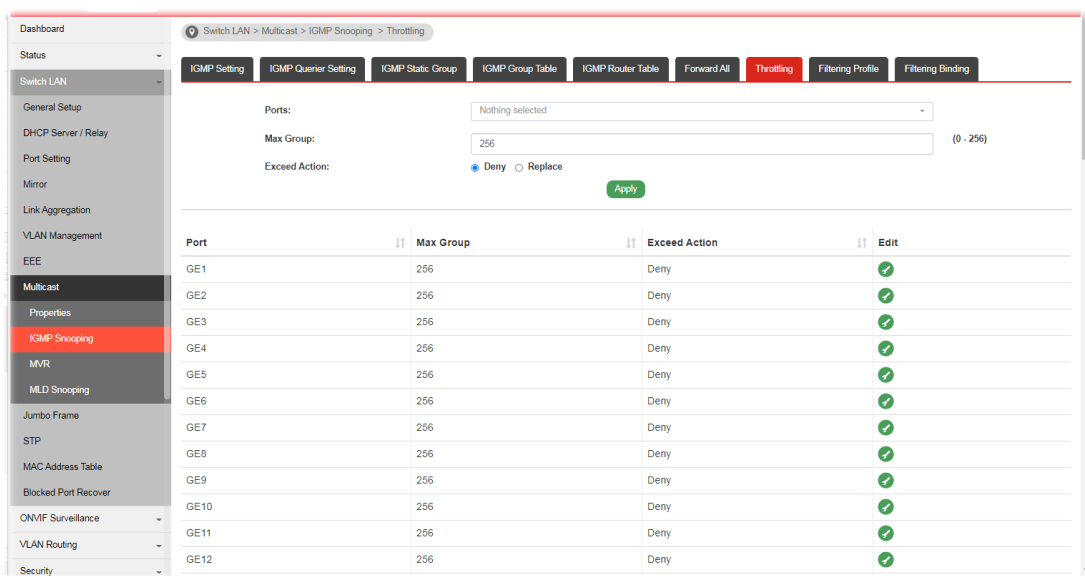 Dashboard
Status
Switch LAN
General Setup
DHCP Server / Relay
Port Setting
Mirror
Link Aggregation
VLAN Management
EEE
Multicast
Properties
IGMP Snooping
MVR
MLD Snooping
Jumbo Frame
STP
MAC Address Table
Blocked Port Recover
ONVIF Surveillance
VLAN Routing
Security
Switch LAN > Multicast > IGMP Snooping > Throttling
IGMP Setting IGMP Querier Setting IGMP Static Group IGMP Group Table IGMP Router Table Forward All Throttling Filtering Profile Filtering Binding
Ports: Nothing selected
Max Group: 256 (0 - 256)
Exceed Action: Deny Replace
Apply
Port Max Group Exceed Action Edit
GE1 256 Deny
GE2 256 Deny
GE3 256 Deny
GE4 256 Deny
GE5 256 Deny
GE6 256 Deny
GE7 256 Deny
GE8 256 Deny
GE9 256 Deny
GE10 256 Deny
GE11 256 Deny
GE12 256 Deny